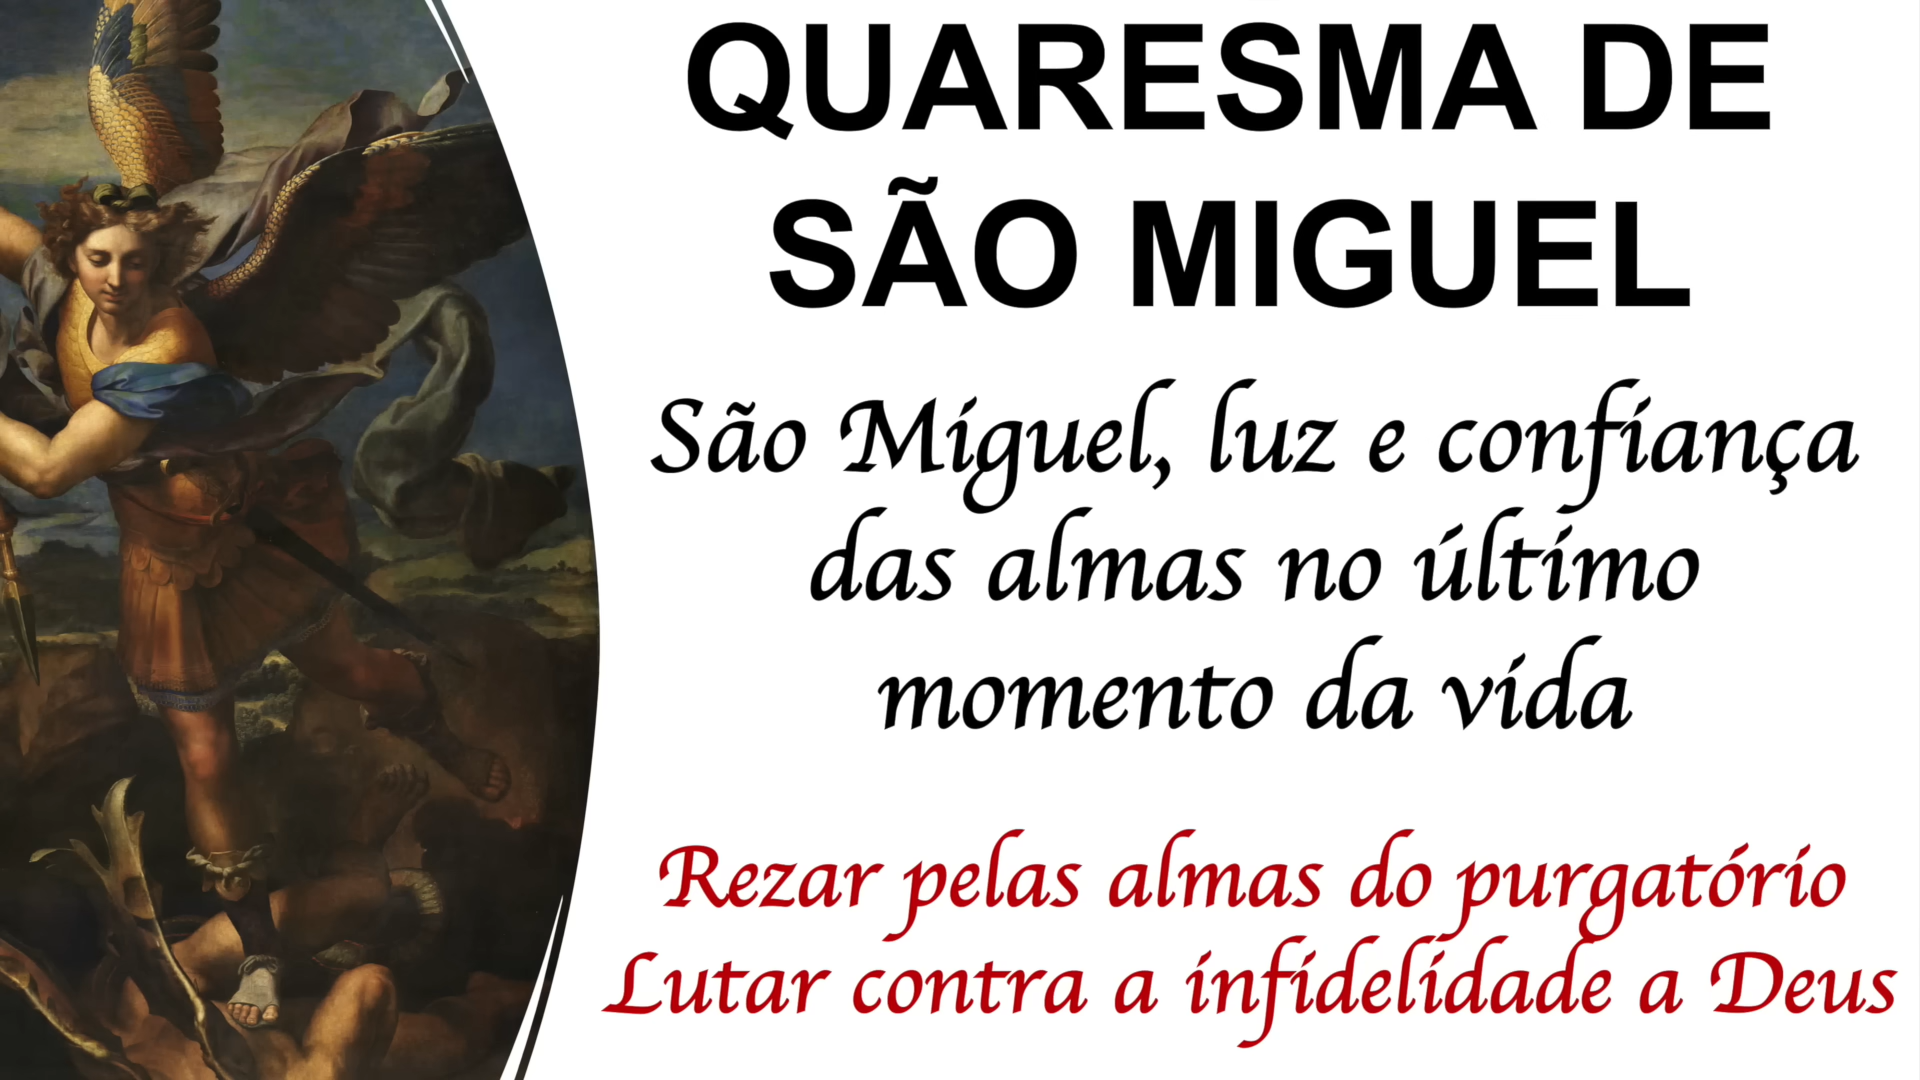 QUARESMA DE
SÃO MIGUEL
São Miguel, luz e confiança
das almas no último
momento da vida
Rezar pelas almas do purgatório
Lutar contra a infidelidade a Deus